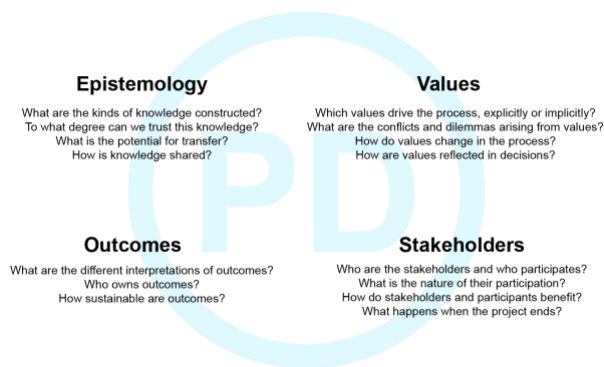 PD
Epistemology
What are the kinds of knowledge constructed?
To what degree can we trust this knowledge?
What is the potential for transfer?
How is knowledge shared?
Values
Which values drive the process, explicitly or implicitly?
What are the conflicts and dilemmas arising from values?
How do values change in the process?
How are values reflected in decisions?
Outcomes
What are the different interpretations of outcomes?
Who owns outcomes?
How sustainable are outcomes?
Stakeholders
Who are the stakeholders and who participates?
What is the nature of their participation?
How do stakeholders and participants benefit?
What happens when the project ends?